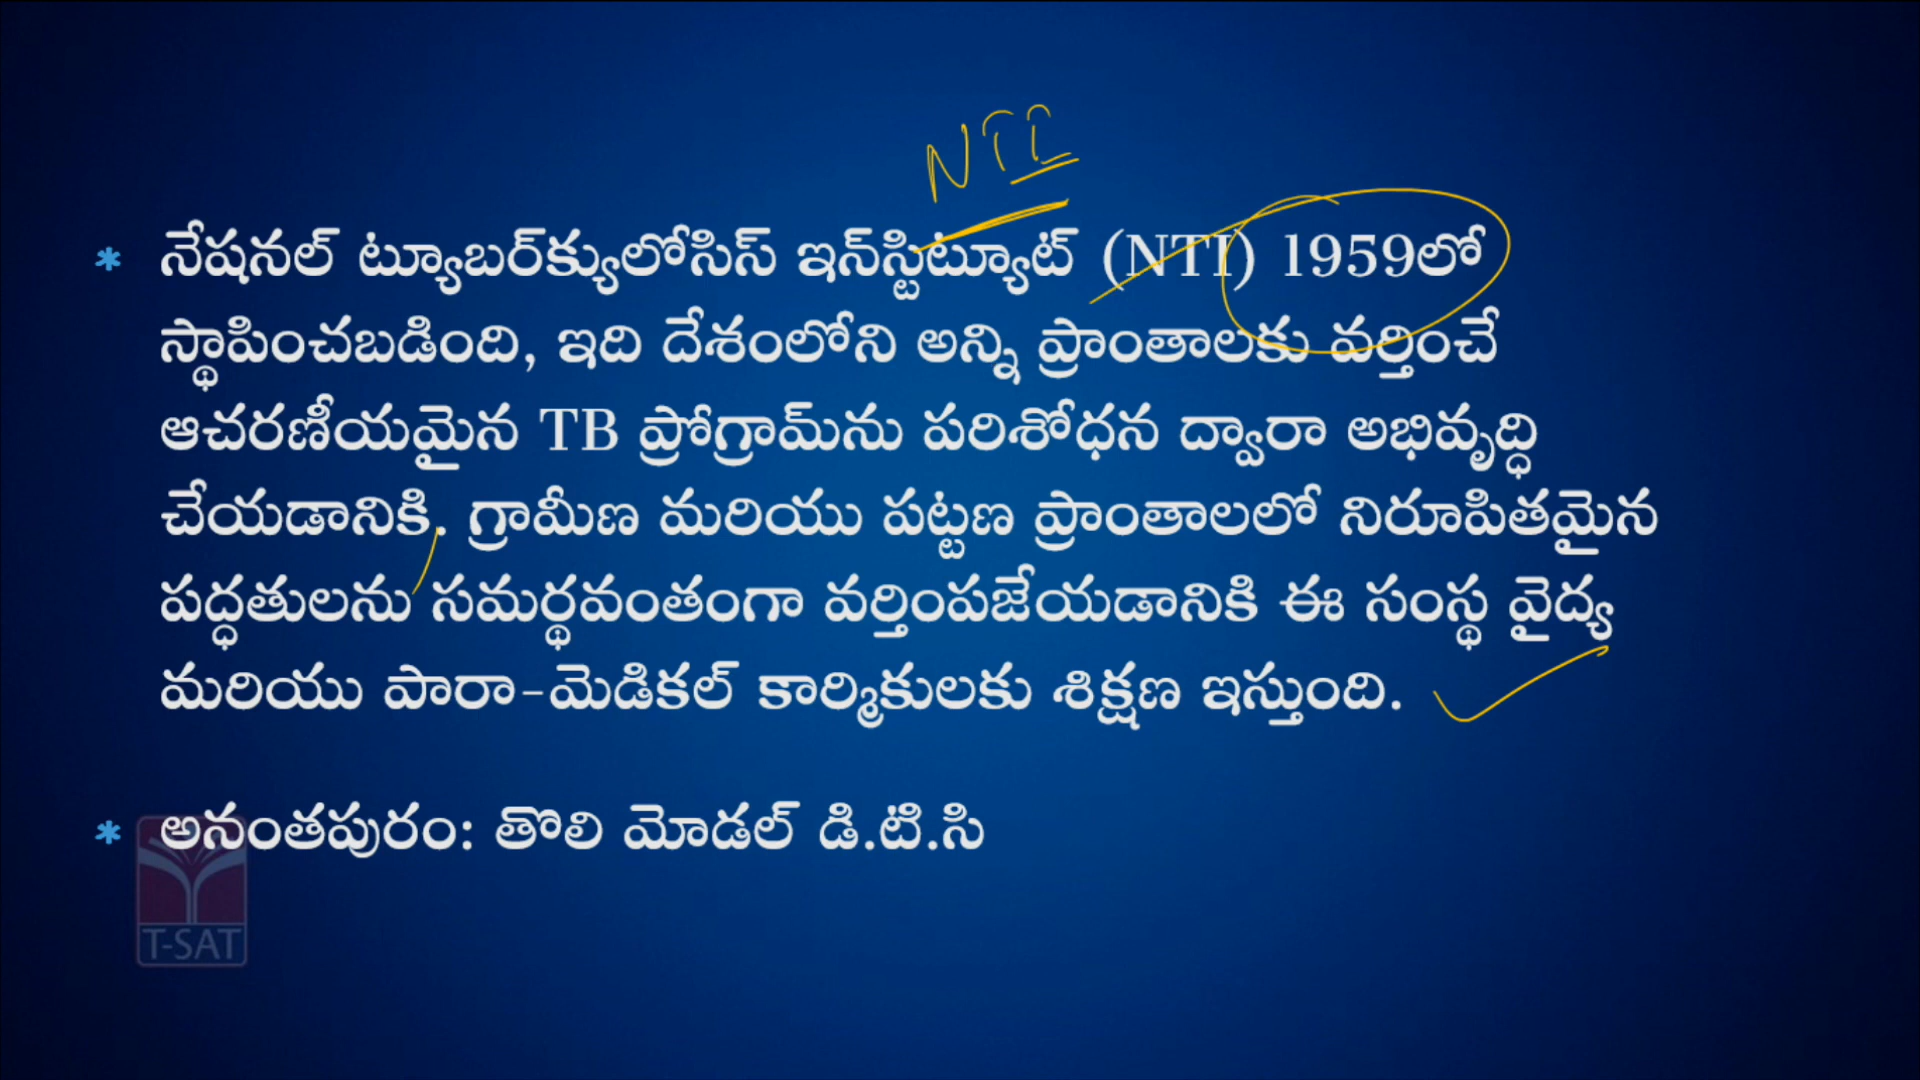 NTI
* నేషనల్ ట్యూబర్‌క్యులోసిస్ ఇన్‌స్టిట్యూట్ (NTI) 1959లో
స్థాపించబడింది, ఇది దేశంలోని అన్ని ప్రాంతాలకు వర్తించే
ఆచరణీయమైన TB ప్రోగ్రామ్‌ను పరిశోధన ద్వారా అభివృద్ధి
చేయడానికి. గ్రామీణ మరియు పట్టణ ప్రాంతాలలో నిరూపితమైన
పద్ధతులను సమర్థవంతంగా వర్తింపజేయడానికి ఈ సంస్థ వైద్య
మరియు పారా-మెడికల్ కార్మికులకు శిక్షణ ఇస్తుంది.
* అనంతపురం: తొలి మోడల్ డి.టి.సి
T-SAT